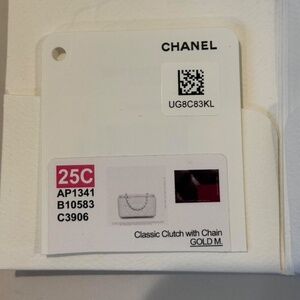 CHANEL
UG8C83KL
25C
AP1341
B10583
C3906
Classic Clutch with Chain
GOLD M.